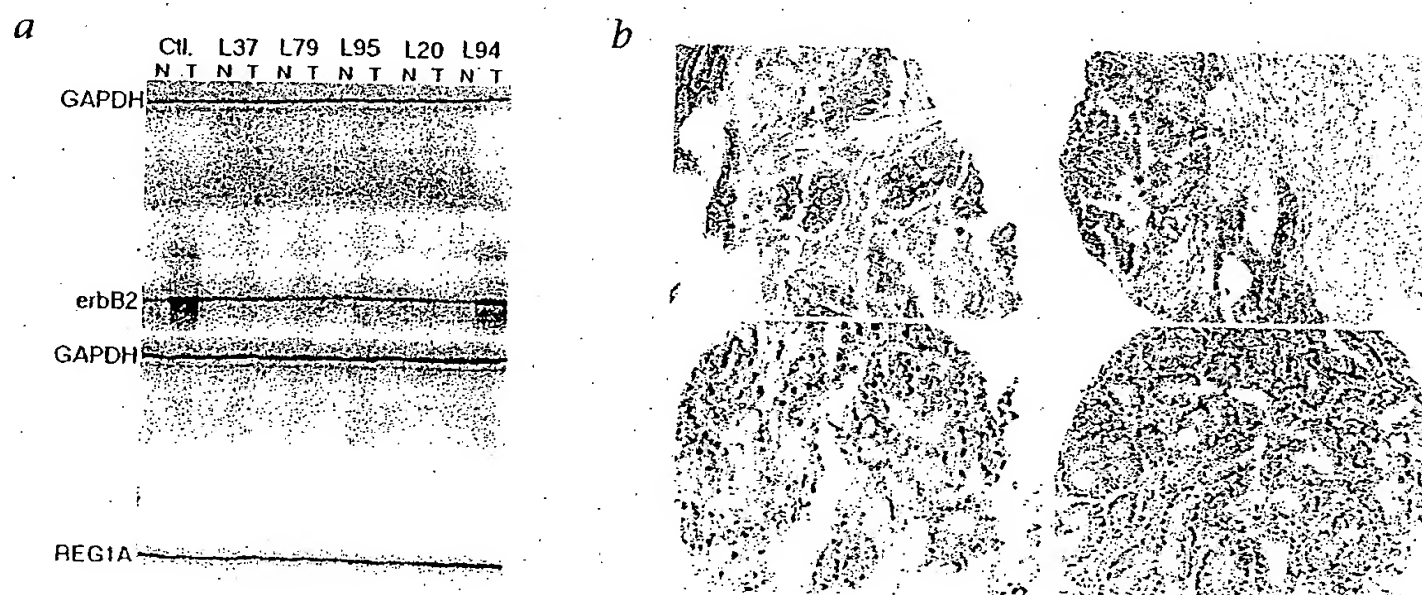 a
b
Ctl. L37 L79 L95 L20 L94
N T N T N T N T N T N T
GAPDH
erbB2
GAPDH
REG1A